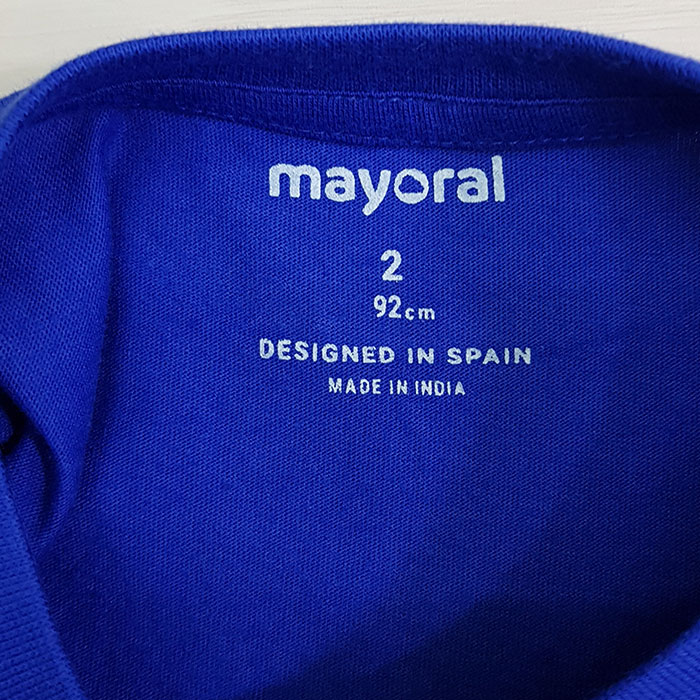 mayoral
2
92cm
DESIGNED IN SPAIN
MADE IN INDIA